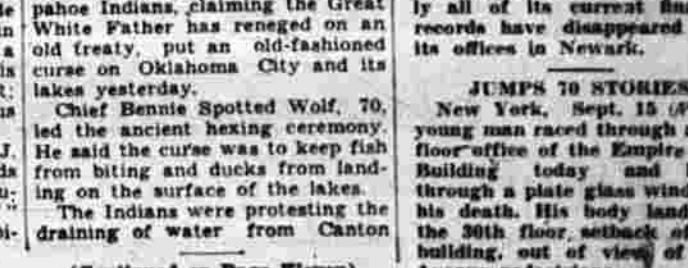 pahoe Indians, claiming the Great
White Father has reneged on an
old treaty, put an old-fashioned
curse on Oklahoma City and its
lakes yesterday.
Chief Bennie Spotted Wolf, 70,
led the ancient hexing ceremony.
He said the curse was to keep fish
from biting and ducks from land-
ing on the surface of the lakes.
The Indians were protesting the
draining of water from Canton
ly all of its current
records have disappeared
its offices in Newark.
JUMPS 70 STORIES
New York, Sept. 15
young man raced through
floor office of the Empire
Building today and
through a plate glass
his death. His body
the 30th floor setback
building, out of view of